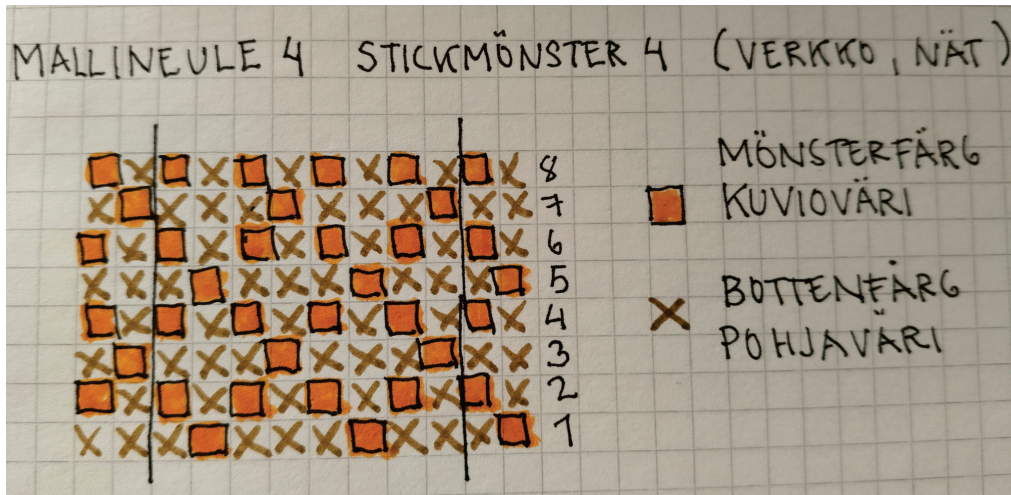 MALLINEULE 4 STICKMÖNSTER 4 (VERKKO, NÄT)
8
7
6
5
4
3
2
1
MÖNSTERFÄRG
KUVIOVÄRI
BOTTENFÄRG
POHJAVÄRI